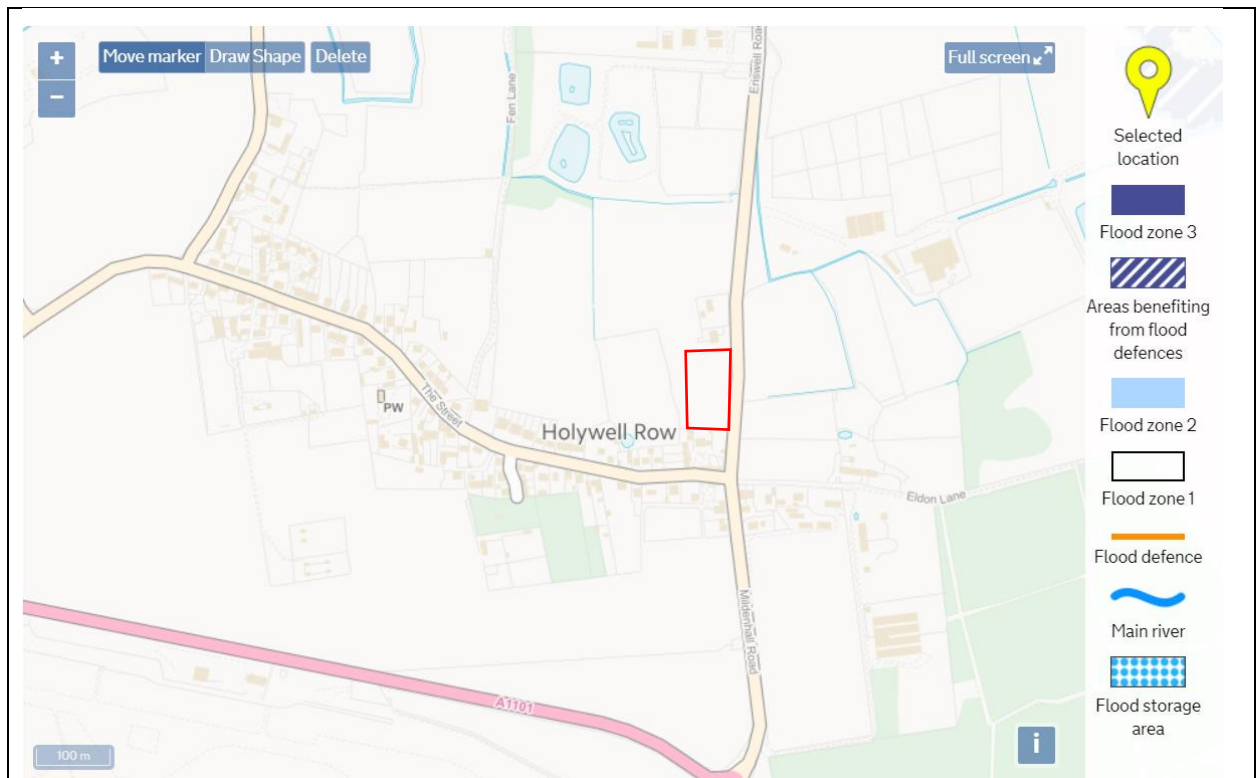 +
Move marker
Draw Shape
Delete
Full screen
−
Fen Lane
Eriswell Road
PW
The Street
Holywell Row
Eldon Lane
Mildenhall Road
A1101
100 m
i
Selected
location
Flood zone 3
Areas benefiting
from flood
defences
Flood zone 2
Flood zone 1
Flood defence
Main river
Flood storage
area